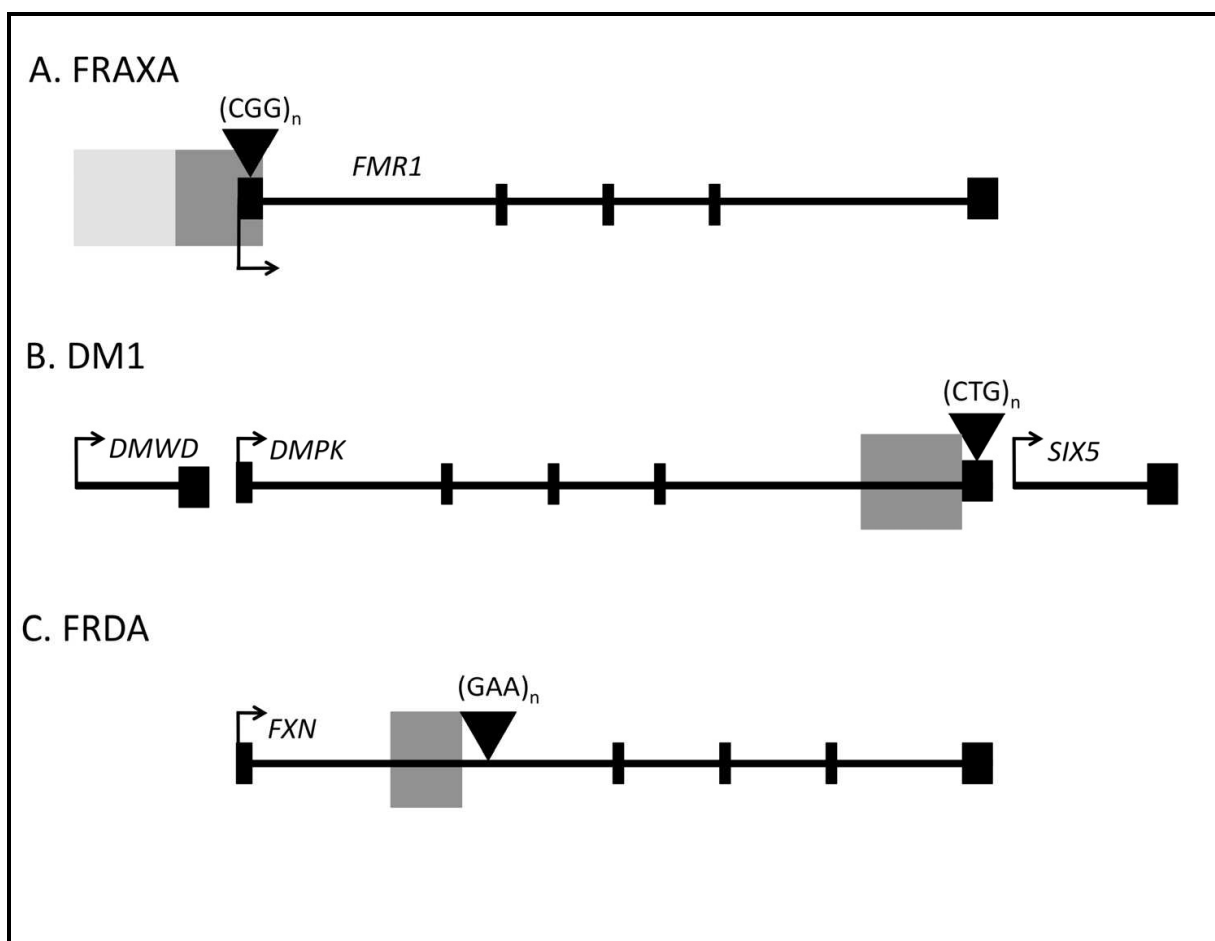 A. FRAXA
(CGG)n
FMR1
B. DM1
(CTG)n
DMWD DMPK SIX5
C. FRDA
(GAA)n
FXN